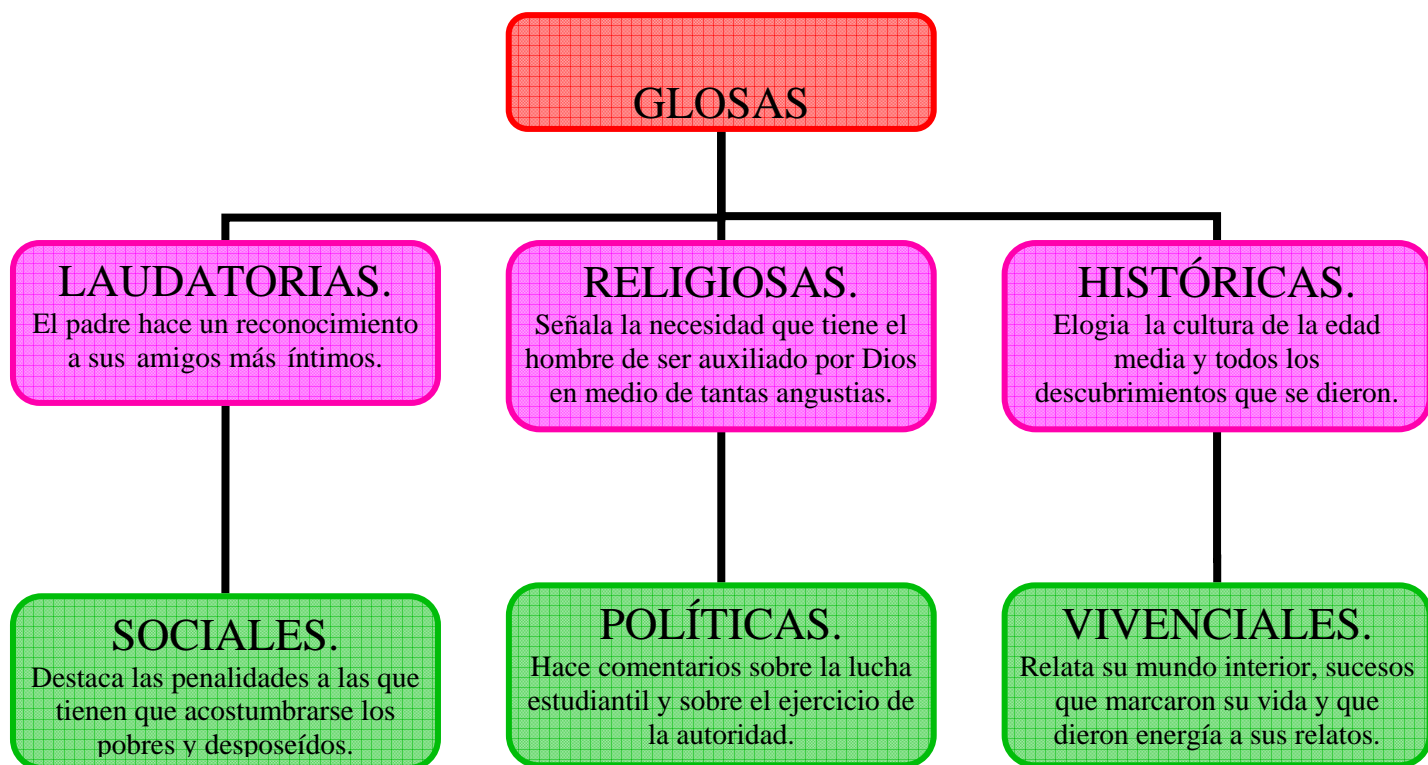 GLOSAS
LAUDATORIAS.
El padre hace un reconocimiento
a sus amigos más íntimos.
RELIGIOSAS.
Señala la necesidad que tiene el
hombre de ser auxiliado por Dios
en medio de tantas angustias.
HISTÓRICAS.
Elogia la cultura de la edad
media y todos los
descubrimientos que se dieron.
SOCIALES.
Destaca las penalidades a las que
tienen que acostumbrarse los
pobres y desposeídos.
POLÍTICAS.
Hace comentarios sobre la lucha
estudiantil y sobre el ejercicio de
la autoridad.
VIVENCIALES.
Relata su mundo interior, sucesos
que marcaron su vida y que
dieron energía a sus relatos.